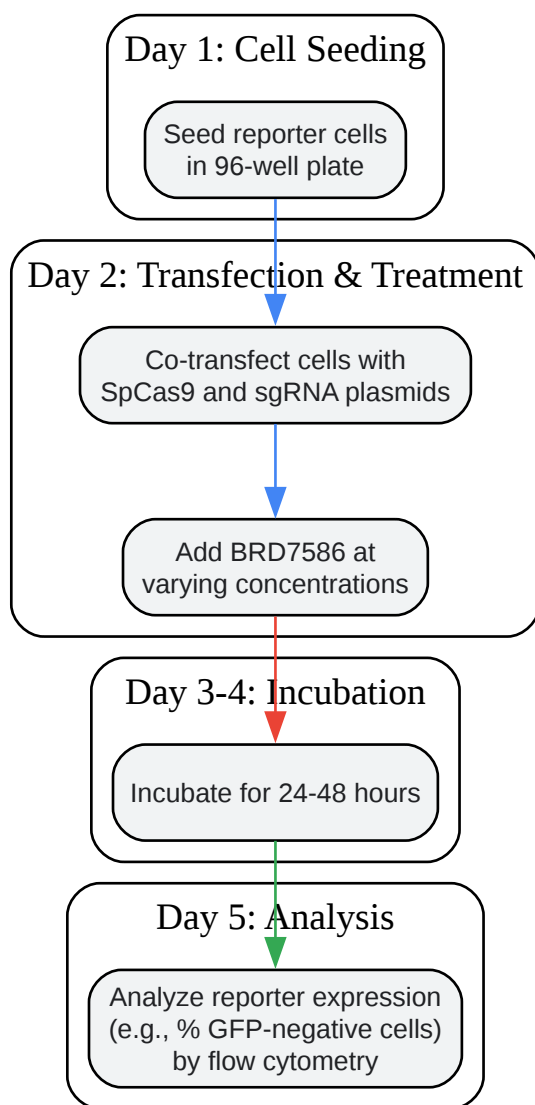 Day 1: Cell Seeding
Seed reporter cells
in 96-well plate
Day 2: Transfection & Treatment
Co-transfect cells with
SpCas9 and sgRNA plasmids
Add BRD7586 at
varying concentrations
Day 3-4: Incubation
Incubate for 24-48 hours
Day 5: Analysis
Analyze reporter expression
(e.g., % GFP-negative cells)
by flow cytometry